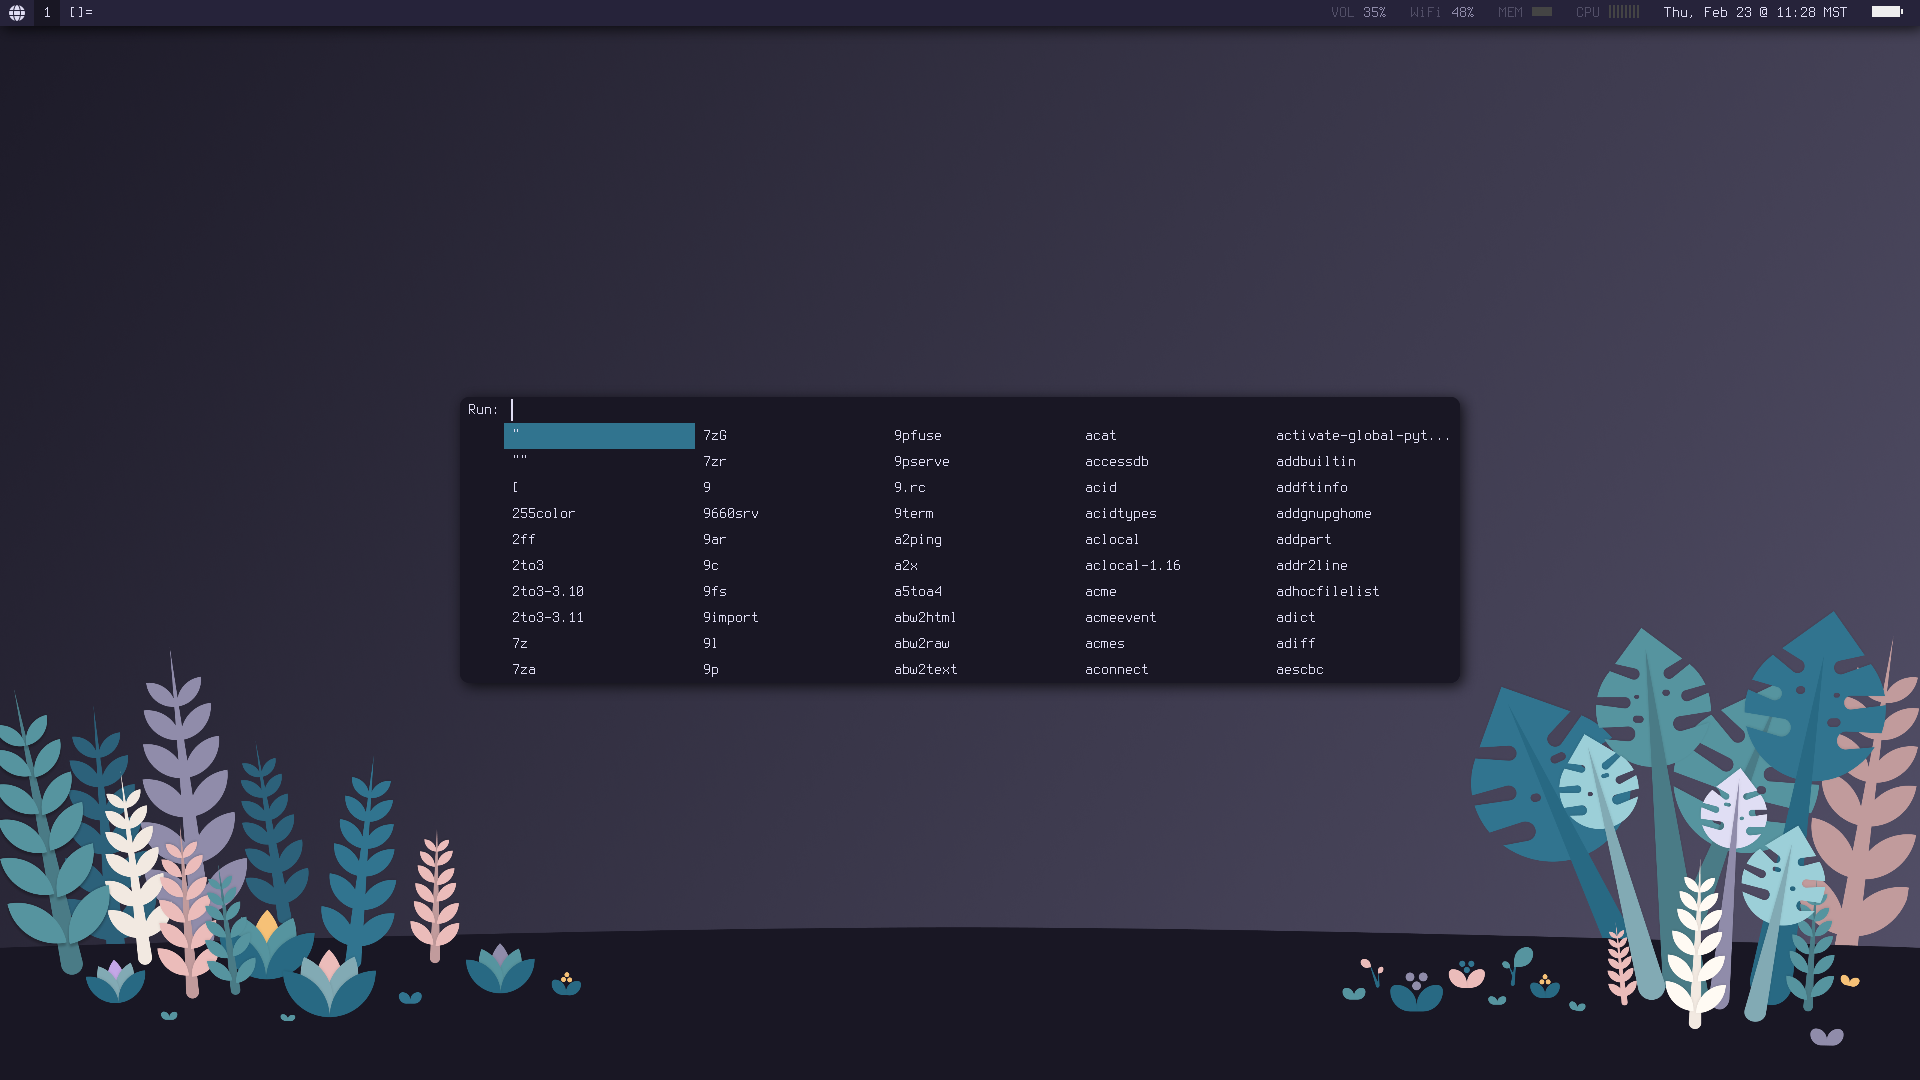 1 []= VOL 35% WiFi 48% MEM CPU Thu, Feb 23 @ 11:28 MST
Run:
" 7zG 9pfuse acat activate-global-pyt...
"" 7zr 9pserve accessdb addbuiltin
[ 9 9.rc acid addftinfo
255color 9660srv 9term acidtypes addgnupghome
2ff 9ar a2ping aclocal addpart
2to3 9c a2x aclocal-1.16 addr2line
2to3-3.10 9fs a5toa4 acme adhocfilelist
2to3-3.11 9import abw2html acmeevent adict
7z 9l abw2raw acmes adiff
7za 9p abw2text aconnect aescbc